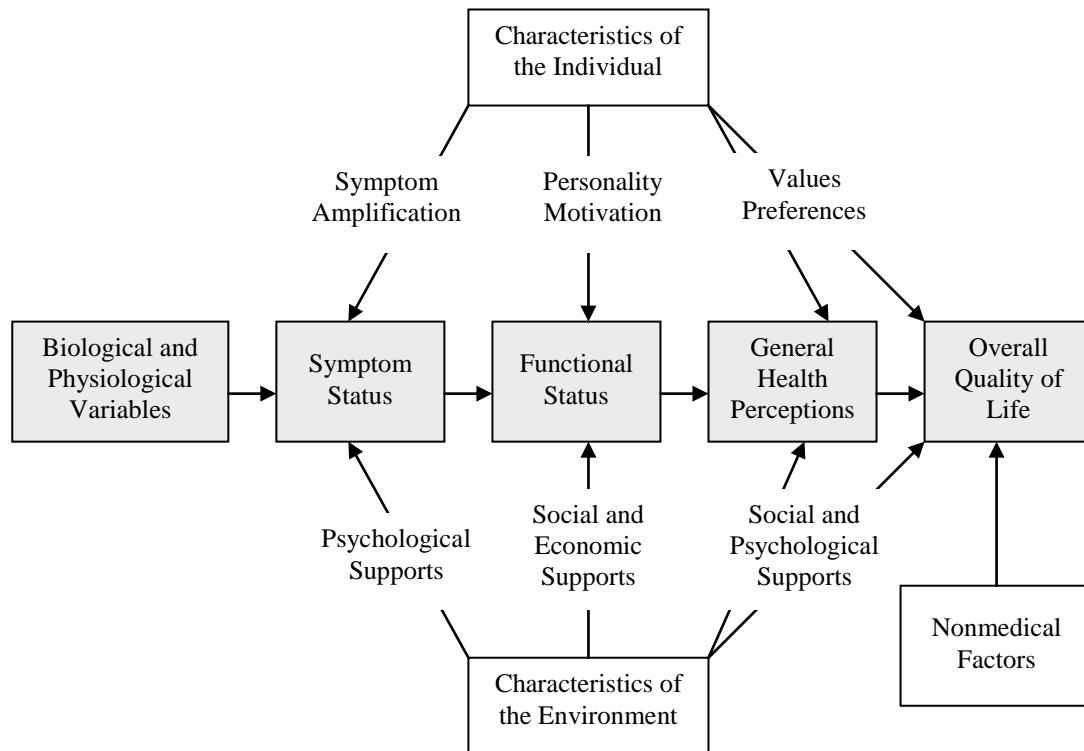 Characteristics of
the Individual
Symptom
Amplification
Personality
Motivation
Values
Preferences
Biological and
Physiological
Variables
Symptom
Status
Functional
Status
General
Health
Perceptions
Overall
Quality of
Life
Psychological
Supports
Social and
Economic
Supports
Social and
Psychological
Supports
Nonmedical
Factors
Characteristics of
the Environment